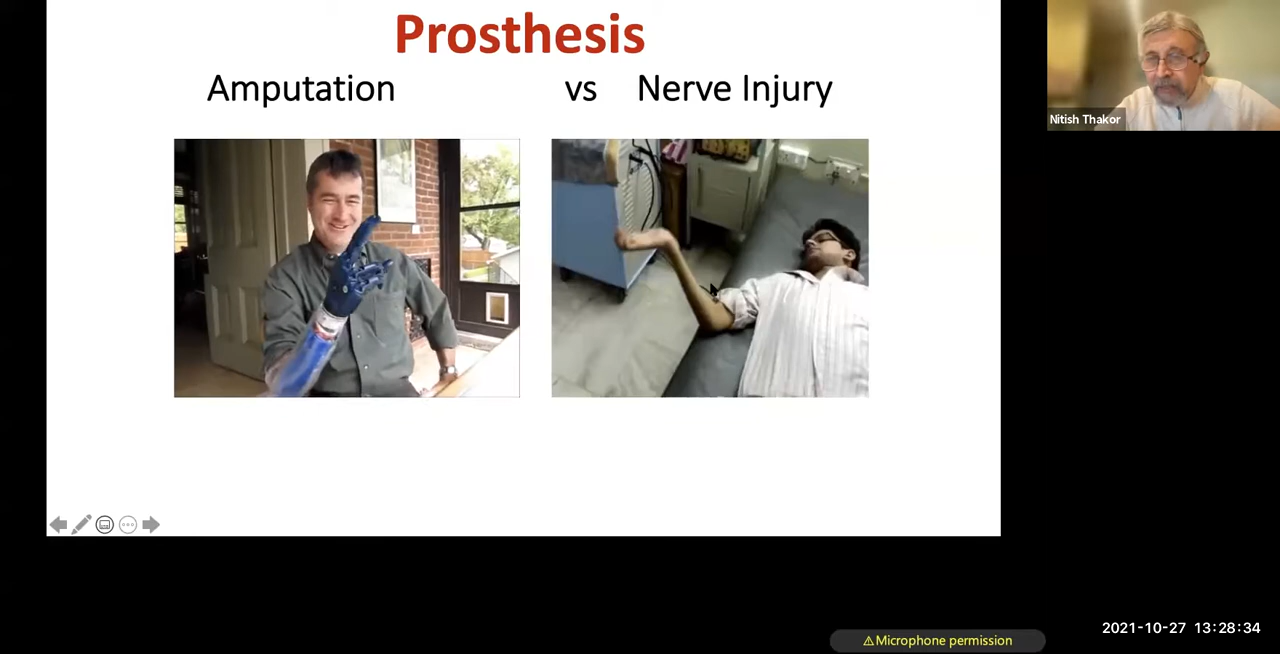 Prosthesis
Amputation vs Nerve Injury
Nitish Thakor
2021-10-27 13:28:34
⚠Microphone permission